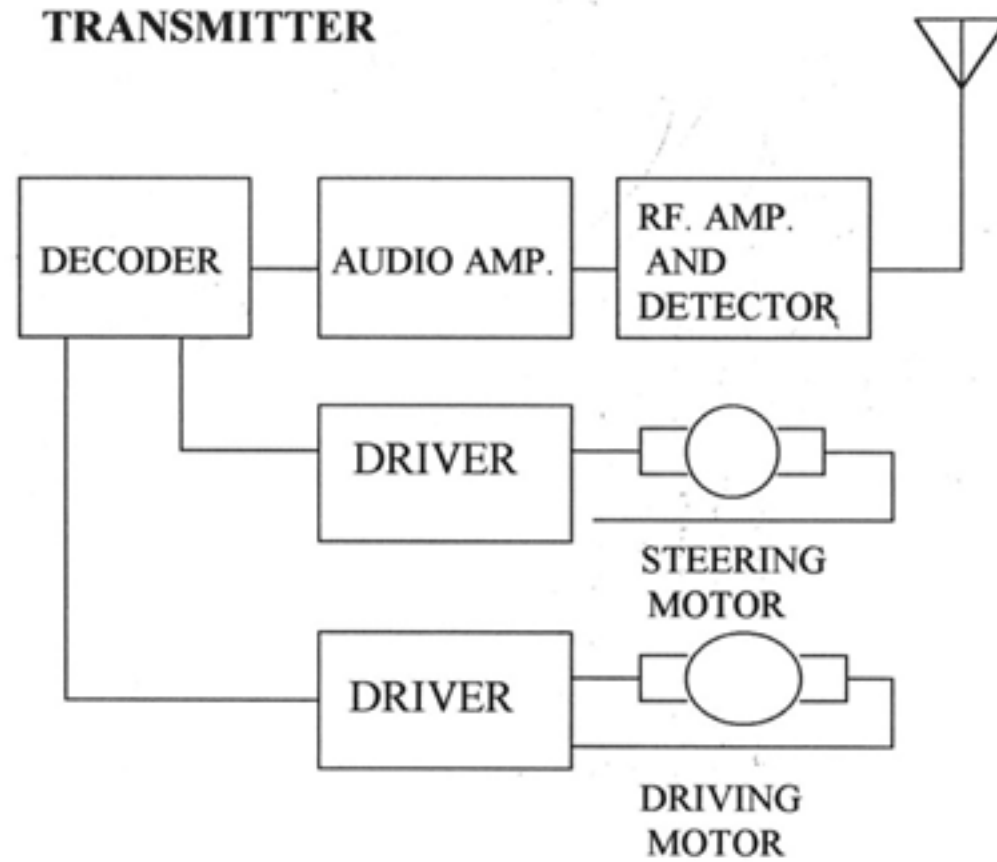 TRANSMITTER
DECODER
AUDIO AMP.
RF. AMP.
AND
DETECTOR
DRIVER
STEERING
MOTOR
DRIVER
DRIVING
MOTOR